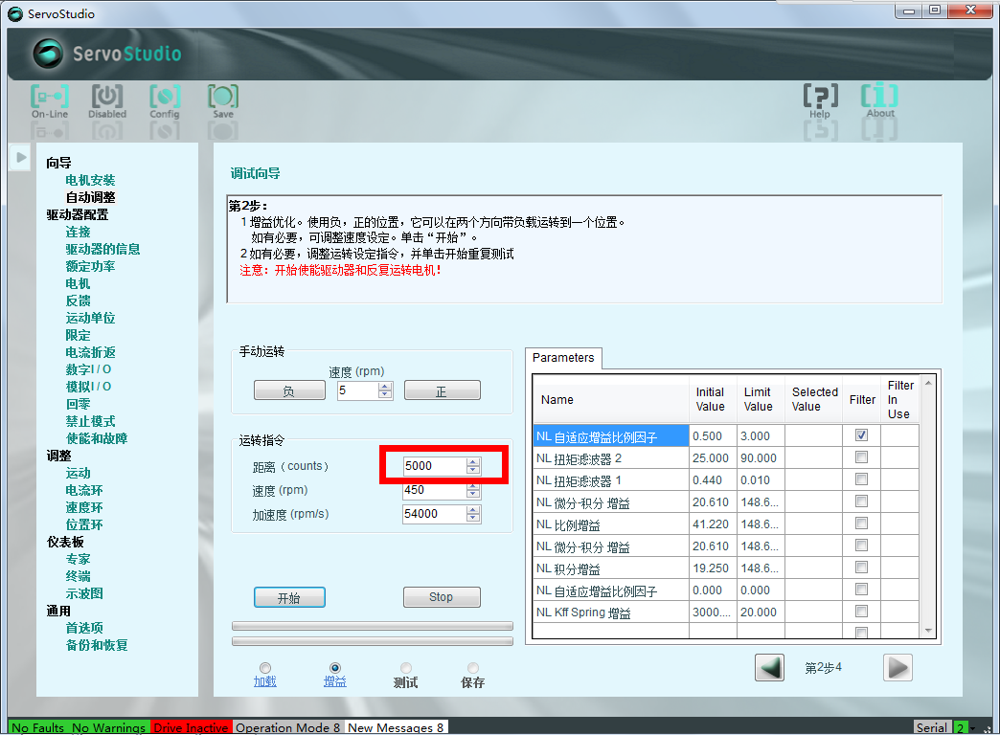 ServoStudio
ServoStudio
On-Line Disabled Config Save Help About
向导
电机安装
自动调整
驱动器配置
连接
驱动器的信息
额定功率
电机
反馈
运动单位
限定
电流折返
数字I / O
模拟I / O
回零
禁止模式
使能和故障
调整
运动
电流环
速度环
位置环
仪表板
专家
终端
示波图
通用
首选项
备份和恢复
调试向导
第2步：
1 增益优化。使用负，正的位置，它可以在两个方向带负载运转到一个位置。
如有必要，可调整速度设定。单击“开始”。
2 如有必要，调整运转设定指令，并单击开始重复测试
注意：开始使能驱动器和反复运转电机！
手动运转
速度 (rpm)
负 5 正
运转指令
距离（counts） 5000
速度 (rpm) 450
加速度 (rpm/s) 54000
开始 Stop
加载 增益 测试 保存
Parameters
Name Initial Value Limit Value Selected Value Filter Filter In Use
NL 自适应增益比例因子 0.500 3.000
NL 扭矩滤波器 2 25.000 90.000
NL 扭矩滤波器 1 0.440 0.010
NL 微分-积分 增益 20.610 148.6...
NL 比例增益 41.220 148.6...
NL 微分-积分 增益 20.610 148.6...
NL 积分增益 19.250 148.6...
NL 自适应增益比例因子 0.000 0.000
NL Kff Spring 增益 3000.... 20.000
第2步4
No Faults No Warnings Drive Inactive Operation Mode 8 New Messages 8 Serial 2